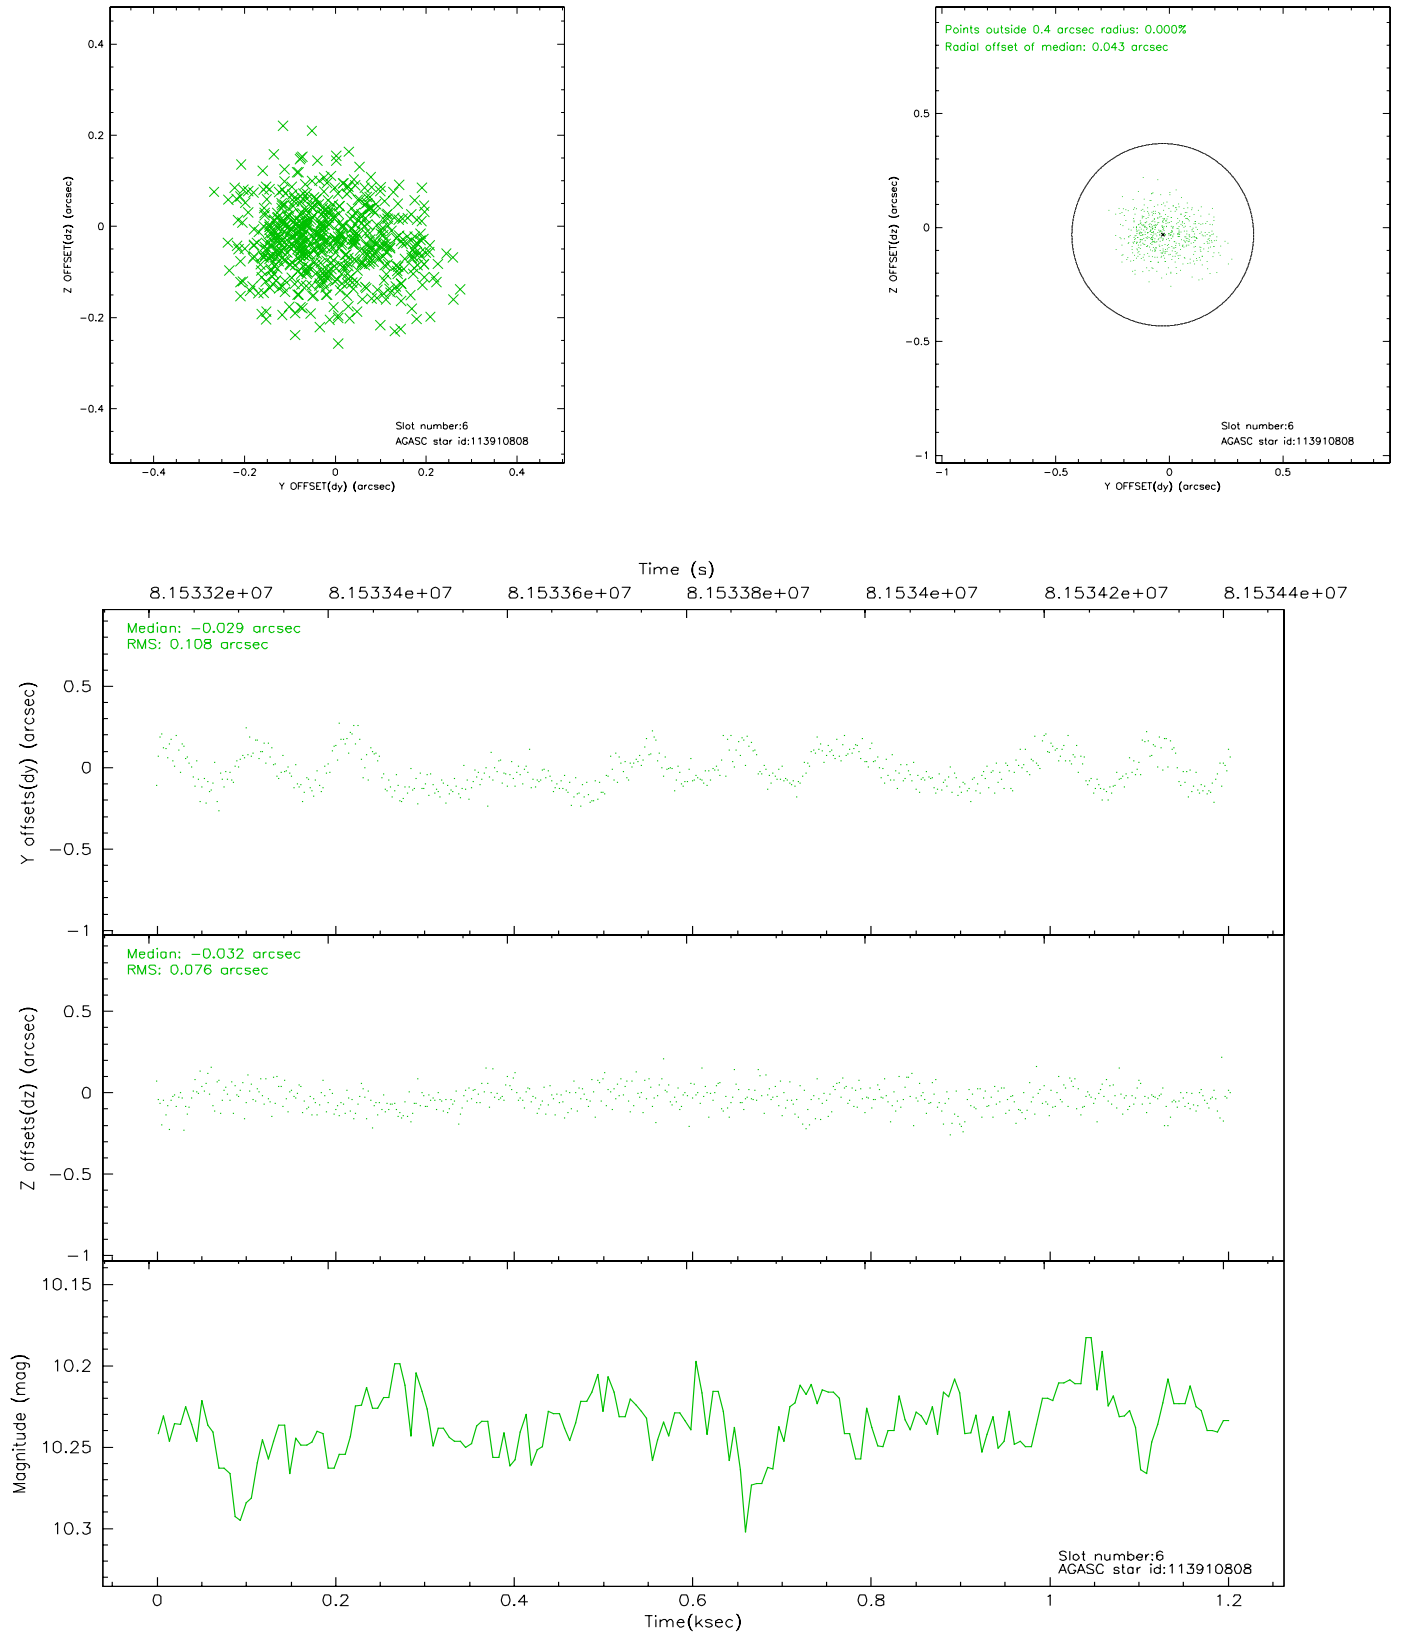 0.4
0.2
0
-0.2
-0.4
Z OFFSET(dz) (arcsec)
Slot number:6
AGASC star id:113910808
-0.4 -0.2 0 0.2 0.4
Y OFFSET(dy) (arcsec)
Points outside 0.4 arcsec radius: 0.000%
Radial offset of median: 0.043 arcsec
0.5
0
-0.5
-1
Z OFFSET(dz) (arcsec)
Slot number:6
AGASC star id:113910808
-1 -0.5 0 0.5
Y OFFSET(dy) (arcsec)
Time (s)
8.15332e+07 8.15334e+07 8.15336e+07 8.15338e+07 8.1534e+07 8.15342e+07 8.15344e+07
Median: -0.029 arcsec
RMS: 0.108 arcsec
0.5
0
-0.5
-1
Y offsets(dy) (arcsec)
Median: -0.032 arcsec
RMS: 0.076 arcsec
0.5
0
-0.5
-1
Z offsets(dz) (arcsec)
10.15
10.2
10.25
10.3
Magnitude (mag)
Slot number:6
AGASC star id:113910808
0 0.2 0.4 0.6 0.8 1 1.2
Time(ksec)